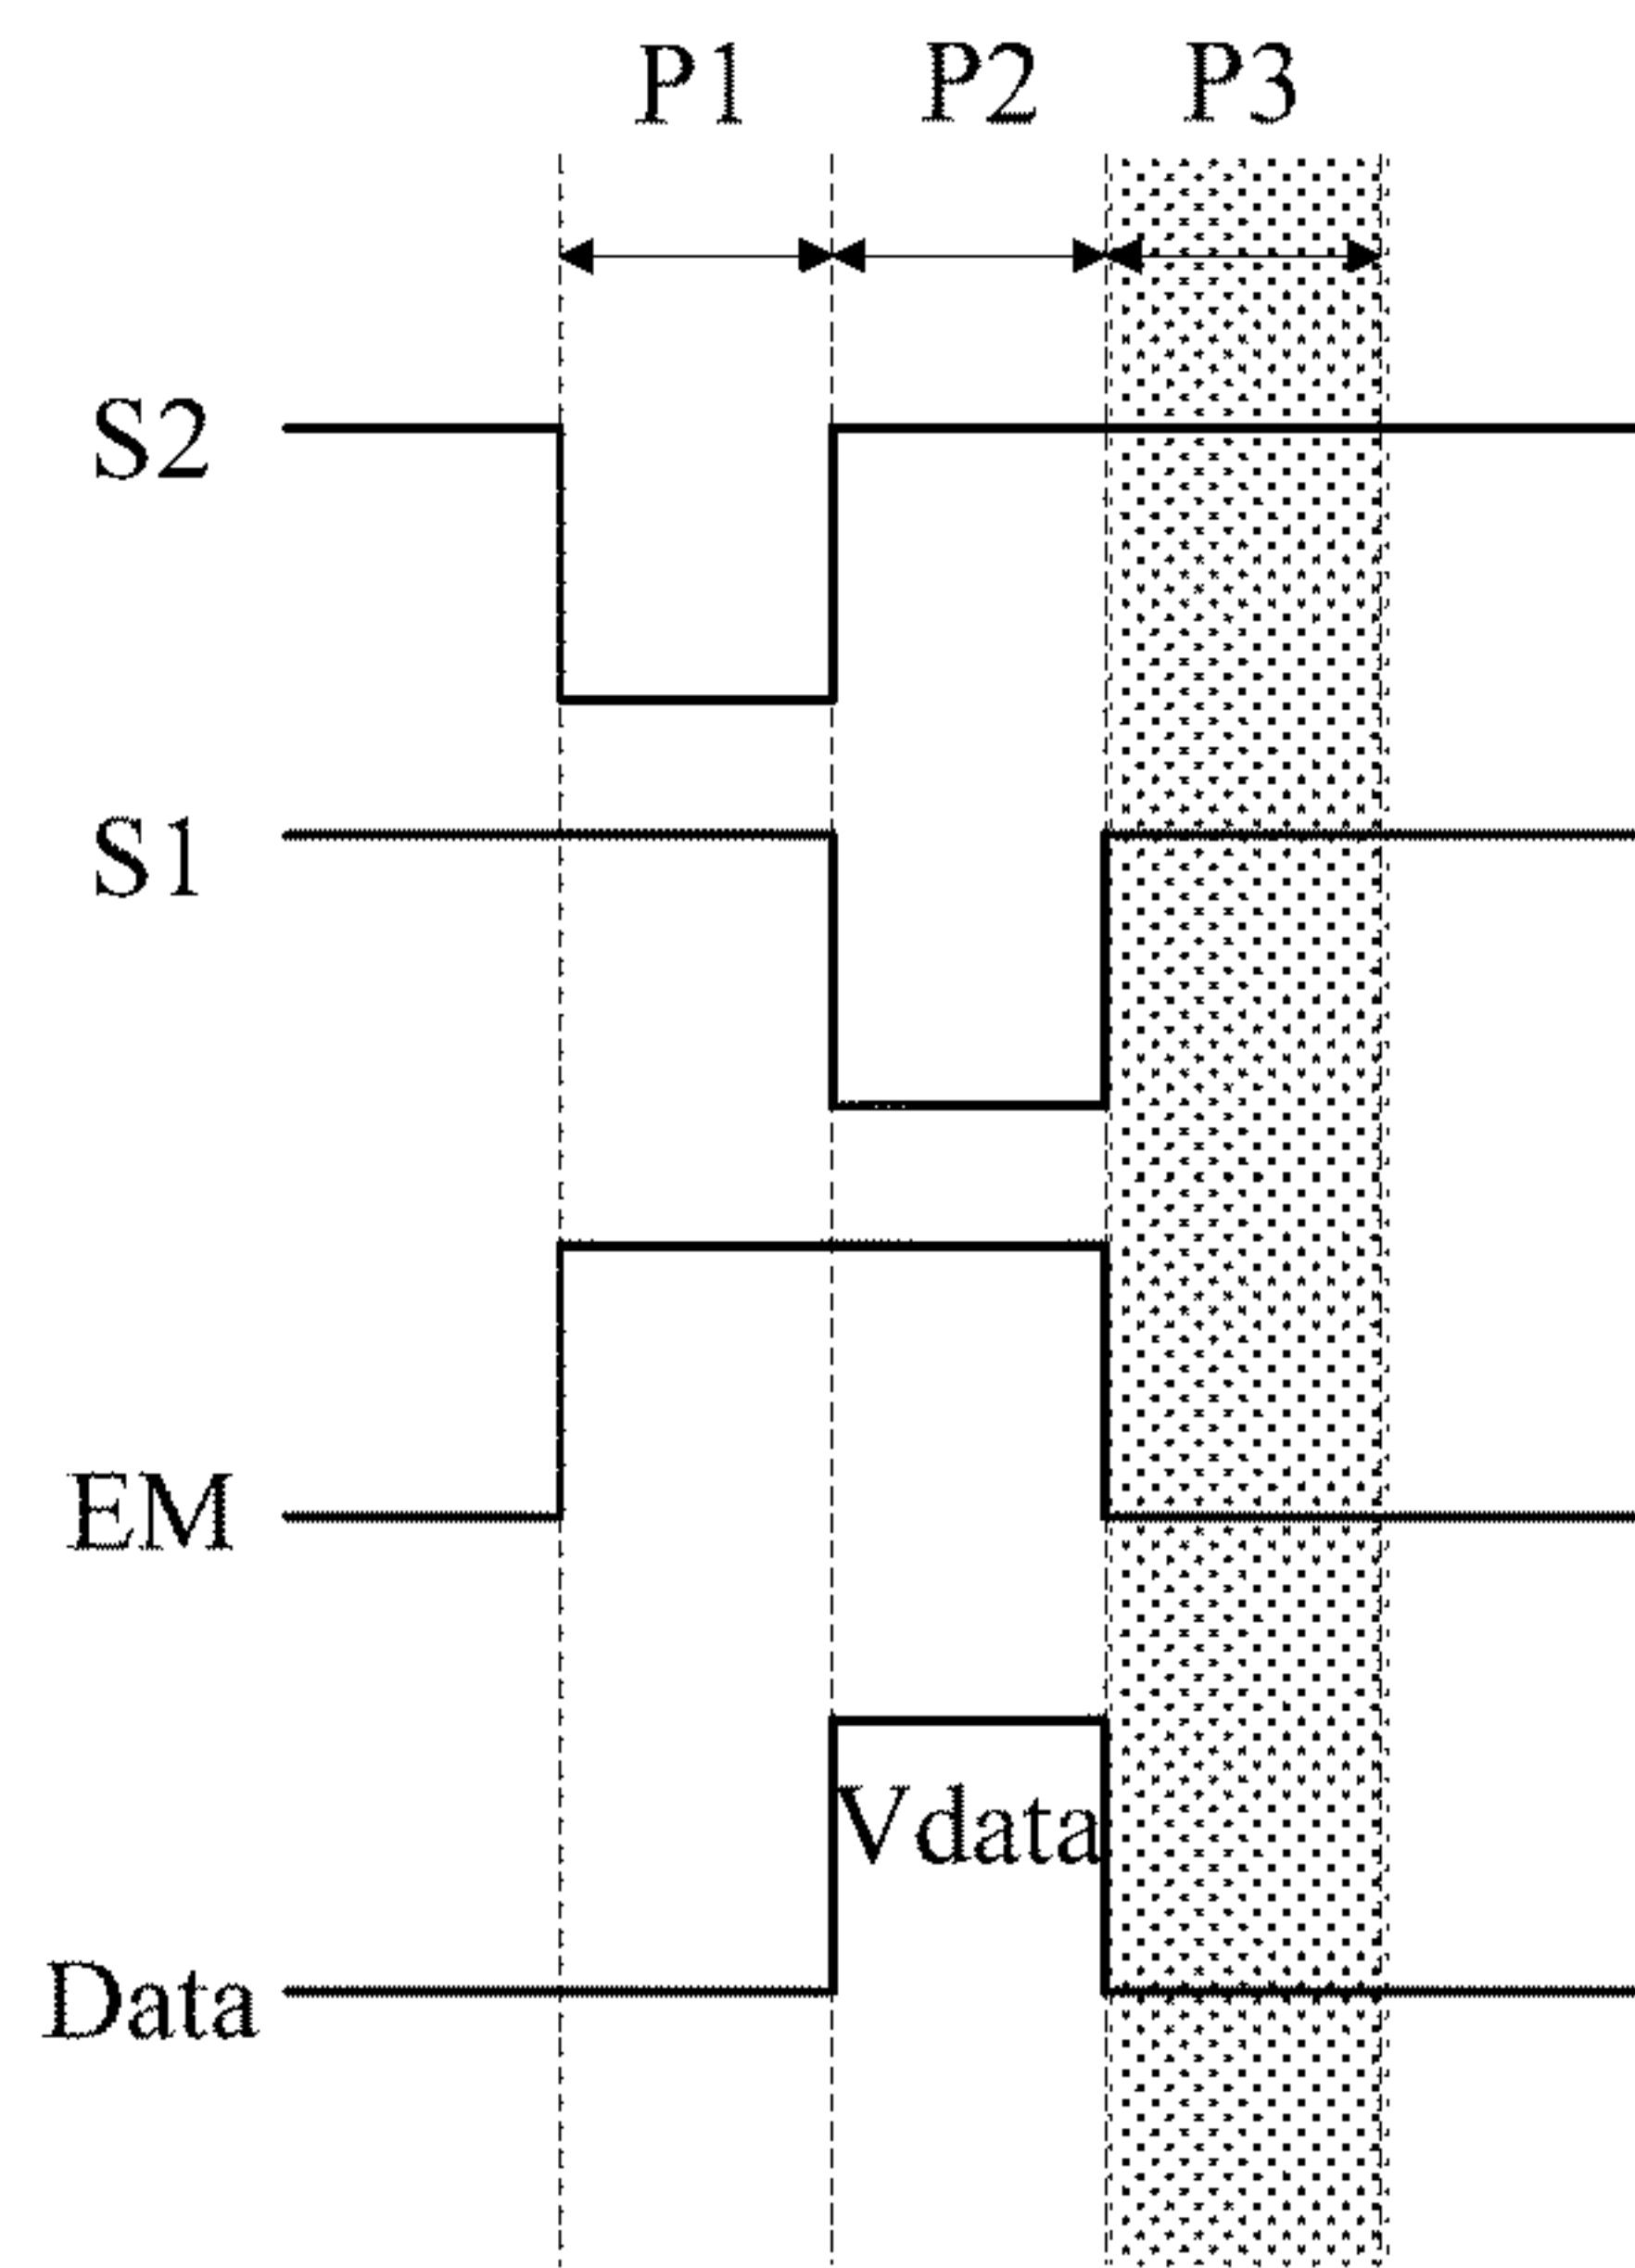 P1 P2 P3
S2
S1
EM
Vdata
Data